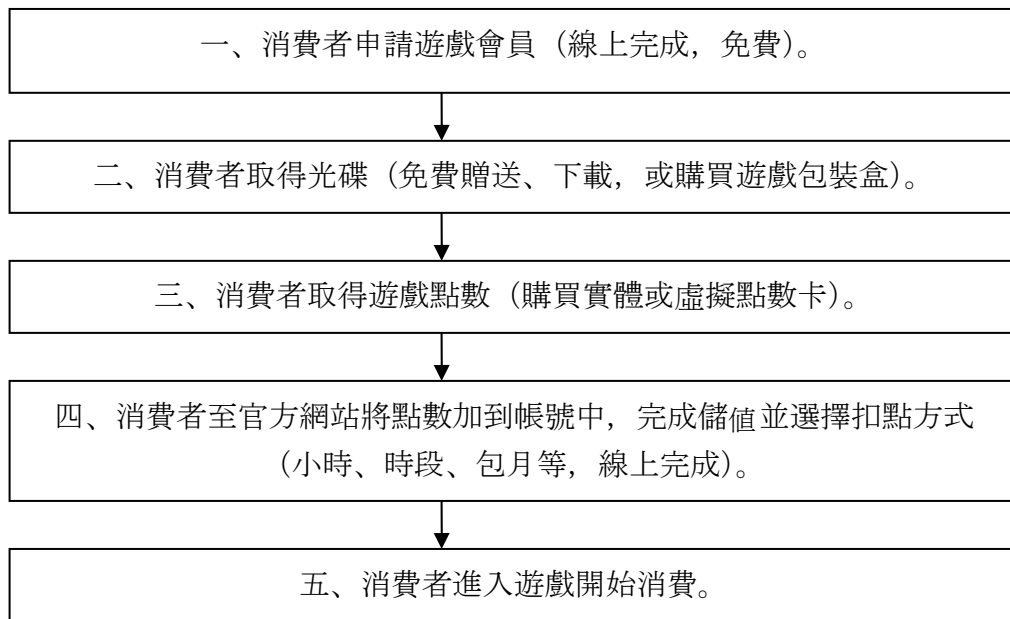 一、消費者申請遊戲會員（線上完成，免費）。
二、消費者取得光碟（免費贈送、下載，或購買遊戲包裝盒）。
三、消費者取得遊戲點數（購買實體或虛擬點數卡）。
四、消費者至官方網站將點數加到帳號中，完成儲值並選擇扣點方式
（小時、時段、包月等，線上完成）。
五、消費者進入遊戲開始消費。